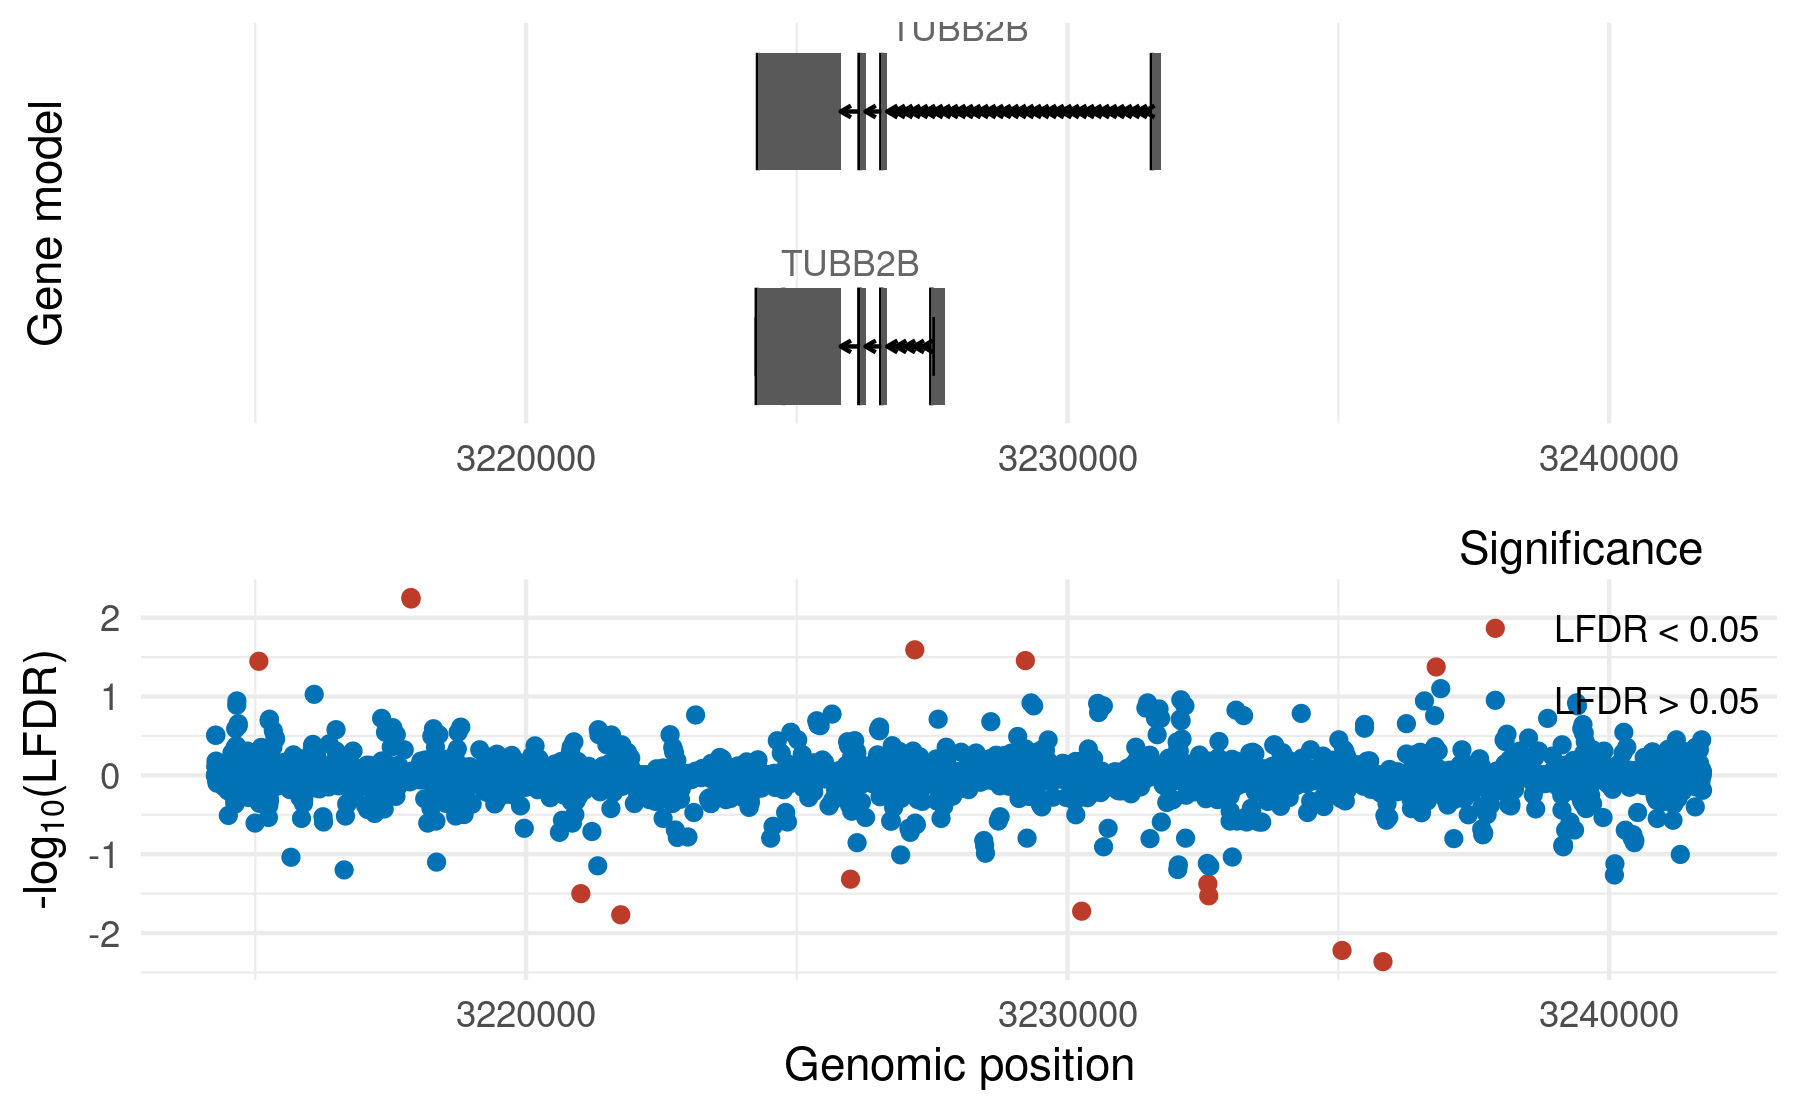 TUBB2B
Gene model
TUBB2B
3220000 3230000 3240000
Significance
LFDR < 0.05
LFDR > 0.05
2
1
0
-1
-2
-log10(LFDR)
3220000 3230000 3240000
Genomic position